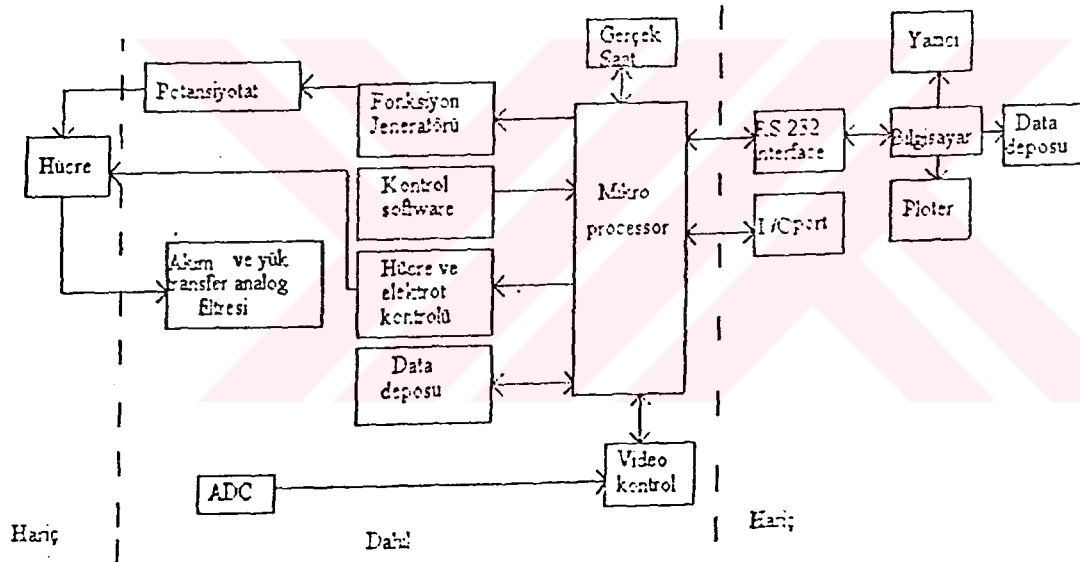 Gerçek
Saat
Yazıcı
Potansiyotat
Fonksiyon
Jeneratörü
RS 232
interface
Bilgisayar
Data
deposu
Hücre
Kontrol
software
Mikro
processor
Ploter
I/Oport
Akım ve yük
transfer analog
filtresi
Hücre ve
elektrot
kontrolü
Data
deposu
Video
kontrol
ADC
Hariç
Dahil
Hariç